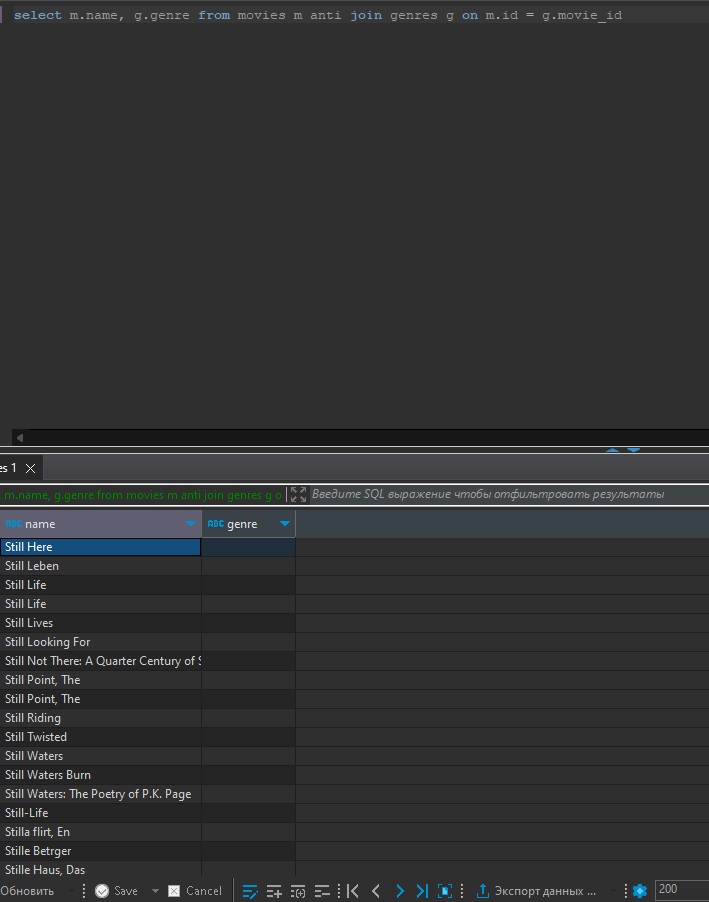 select m.name, g.genre from movies m anti join genres g on m.id = g.movie_id
es 1
m.name, g.genre from movies m anti join genres g o
Введите SQL выражение чтобы отфильтровать результаты
ABC name ABC genre
Still Here
Still Leben
Still Life
Still Life
Still Lives
Still Looking For
Still Not There: A Quarter Century of S
Still Point, The
Still Point, The
Still Riding
Still Twisted
Still Waters
Still Waters Burn
Still Waters: The Poetry of P.K. Page
Still-Life
Stilla flirt, En
Stille Betrger
Stille Haus, Das
Обновить Save Cancel Экспорт данных ... 200